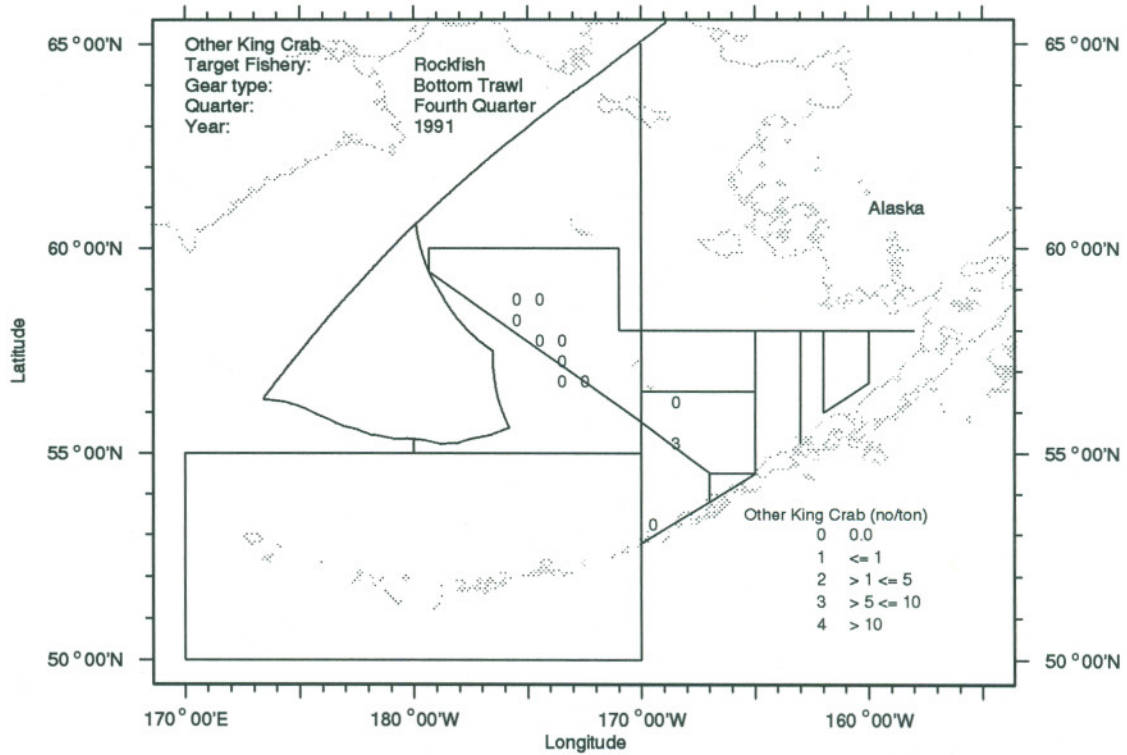 65°00'N 65°00'N
Other King Crab
Target Fishery: Rockfish
Gear type: Bottom Trawl
Quarter: Fourth Quarter
Year: 1991
Alaska
60°00'N 60°00'N
0 0
0
0 0
0
0 0
0
3
55°00'N 55°00'N
0
Other King Crab (no/ton)
0 0.0
1 <= 1
2 > 1 <= 5
3 > 5 <= 10
4 > 10
50°00'N 50°00'N
170°00'E 180°00'W 170°00'W 160°00'W
Longitude
Latitude